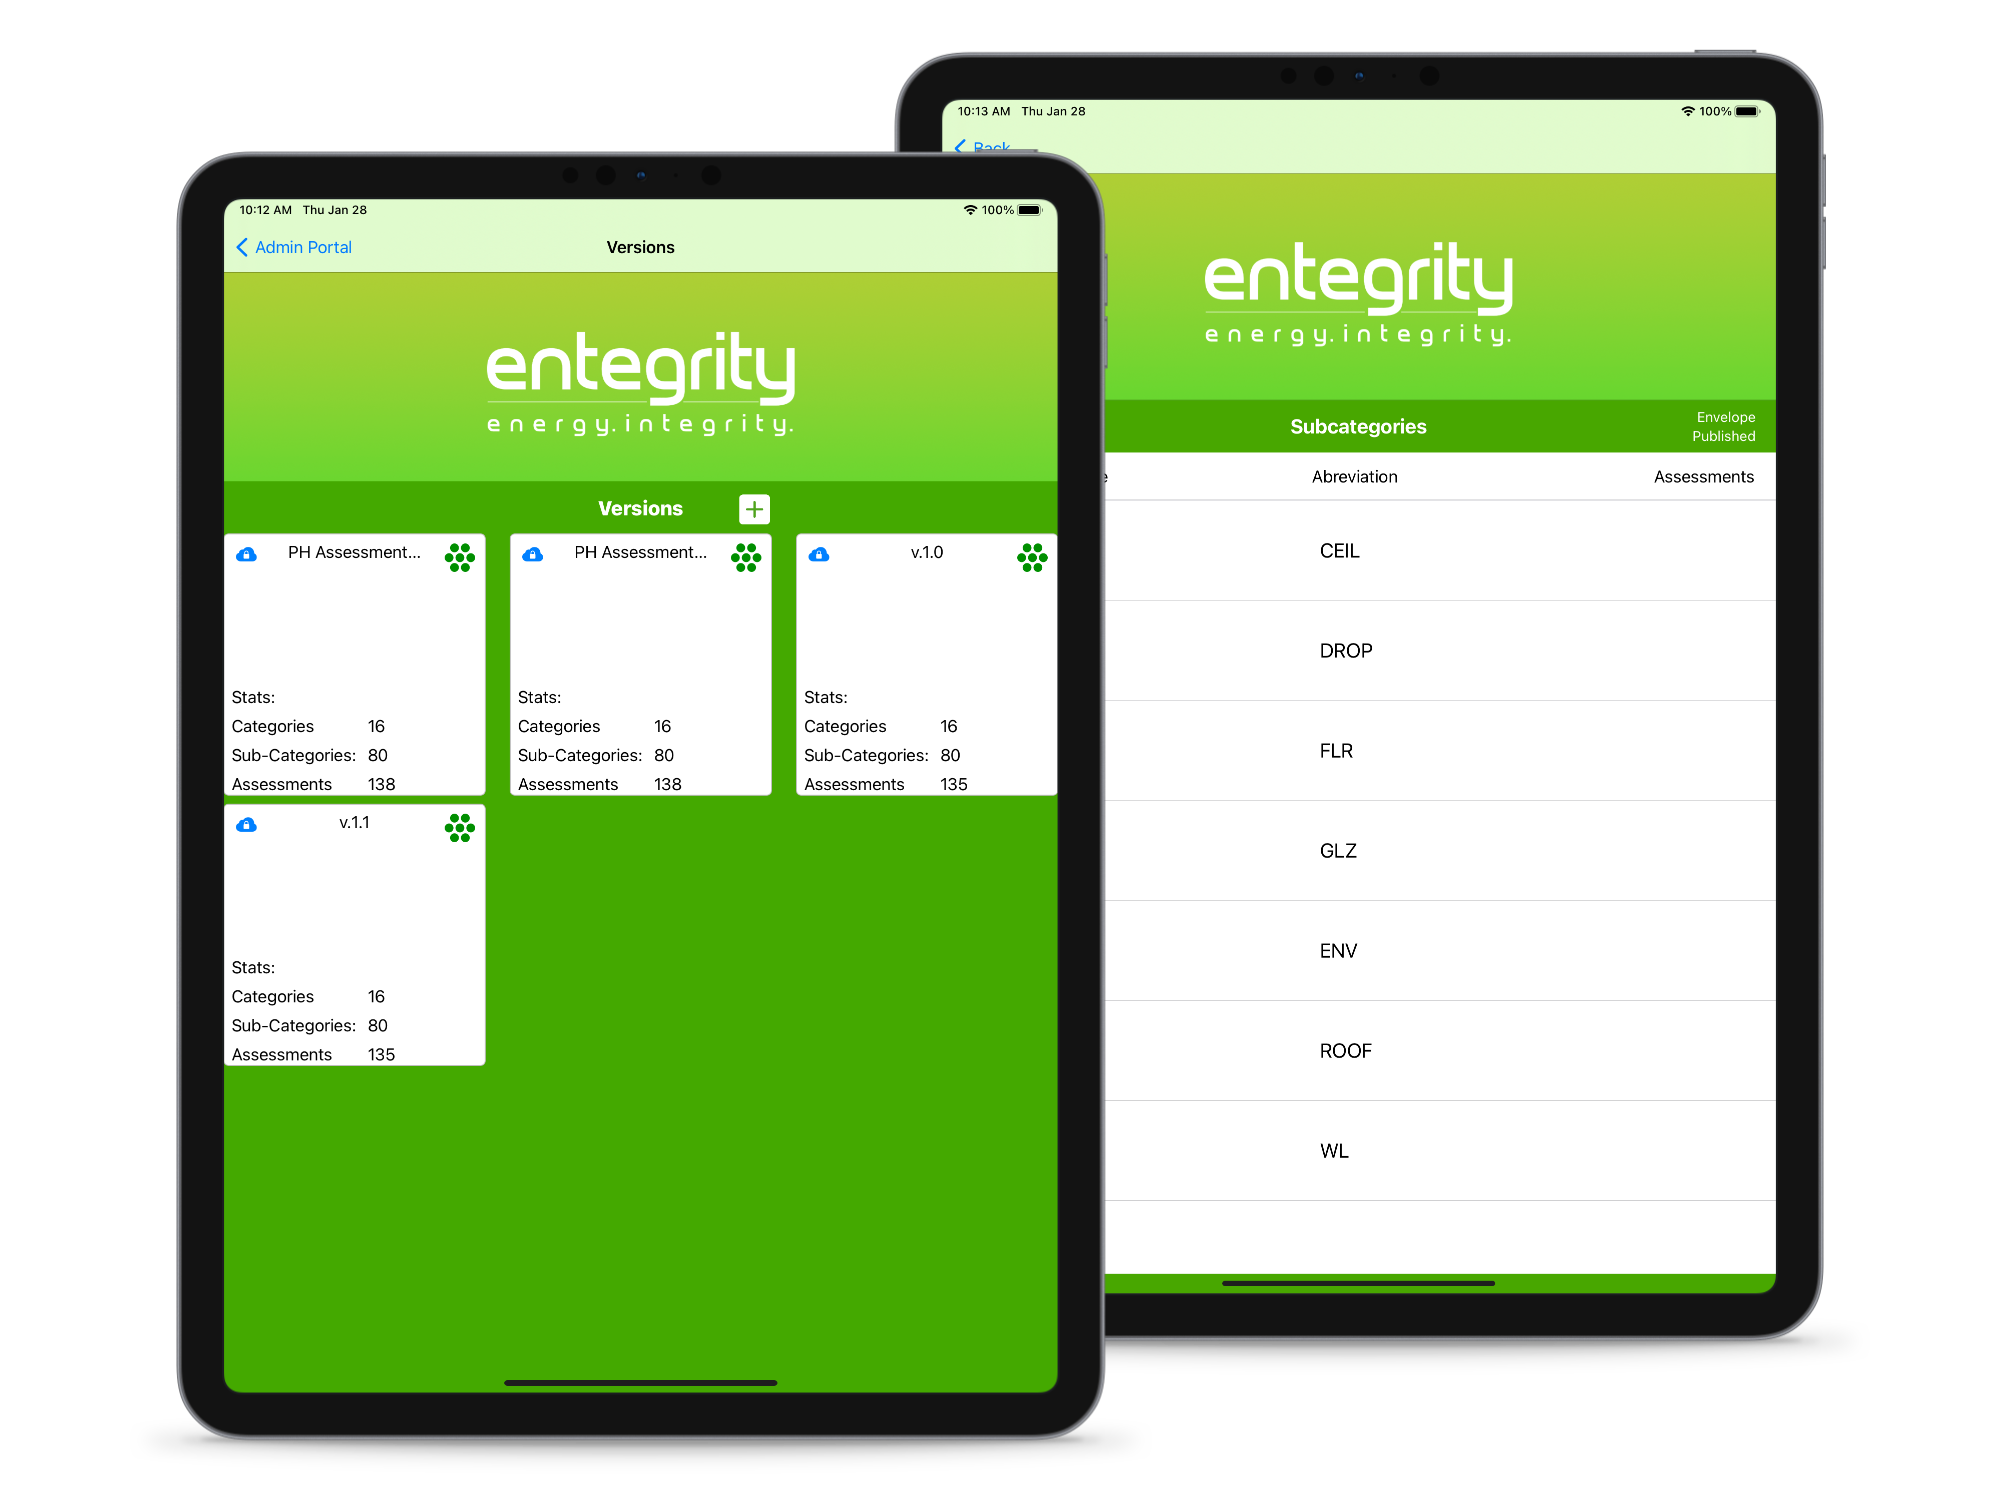 10:12 AM Thu Jan 28
100%
Admin Portal
Versions
entegrity
energy.integrity.
Versions
PH Assessment...
Stats:
Categories 16
Sub-Categories: 80
Assessments 138
PH Assessment...
Stats:
Categories 16
Sub-Categories: 80
Assessments 138
v.1.0
Stats:
Categories 16
Sub-Categories: 80
Assessments 135
v.1.1
Stats:
Categories 16
Sub-Categories: 80
Assessments 135
10:13 AM Thu Jan 28
100%
Back
entegrity
energy.integrity.
Subcategories
Envelope
Published
Abreviation
Assessments
CEIL
DROP
FLR
GLZ
ENV
ROOF
WL